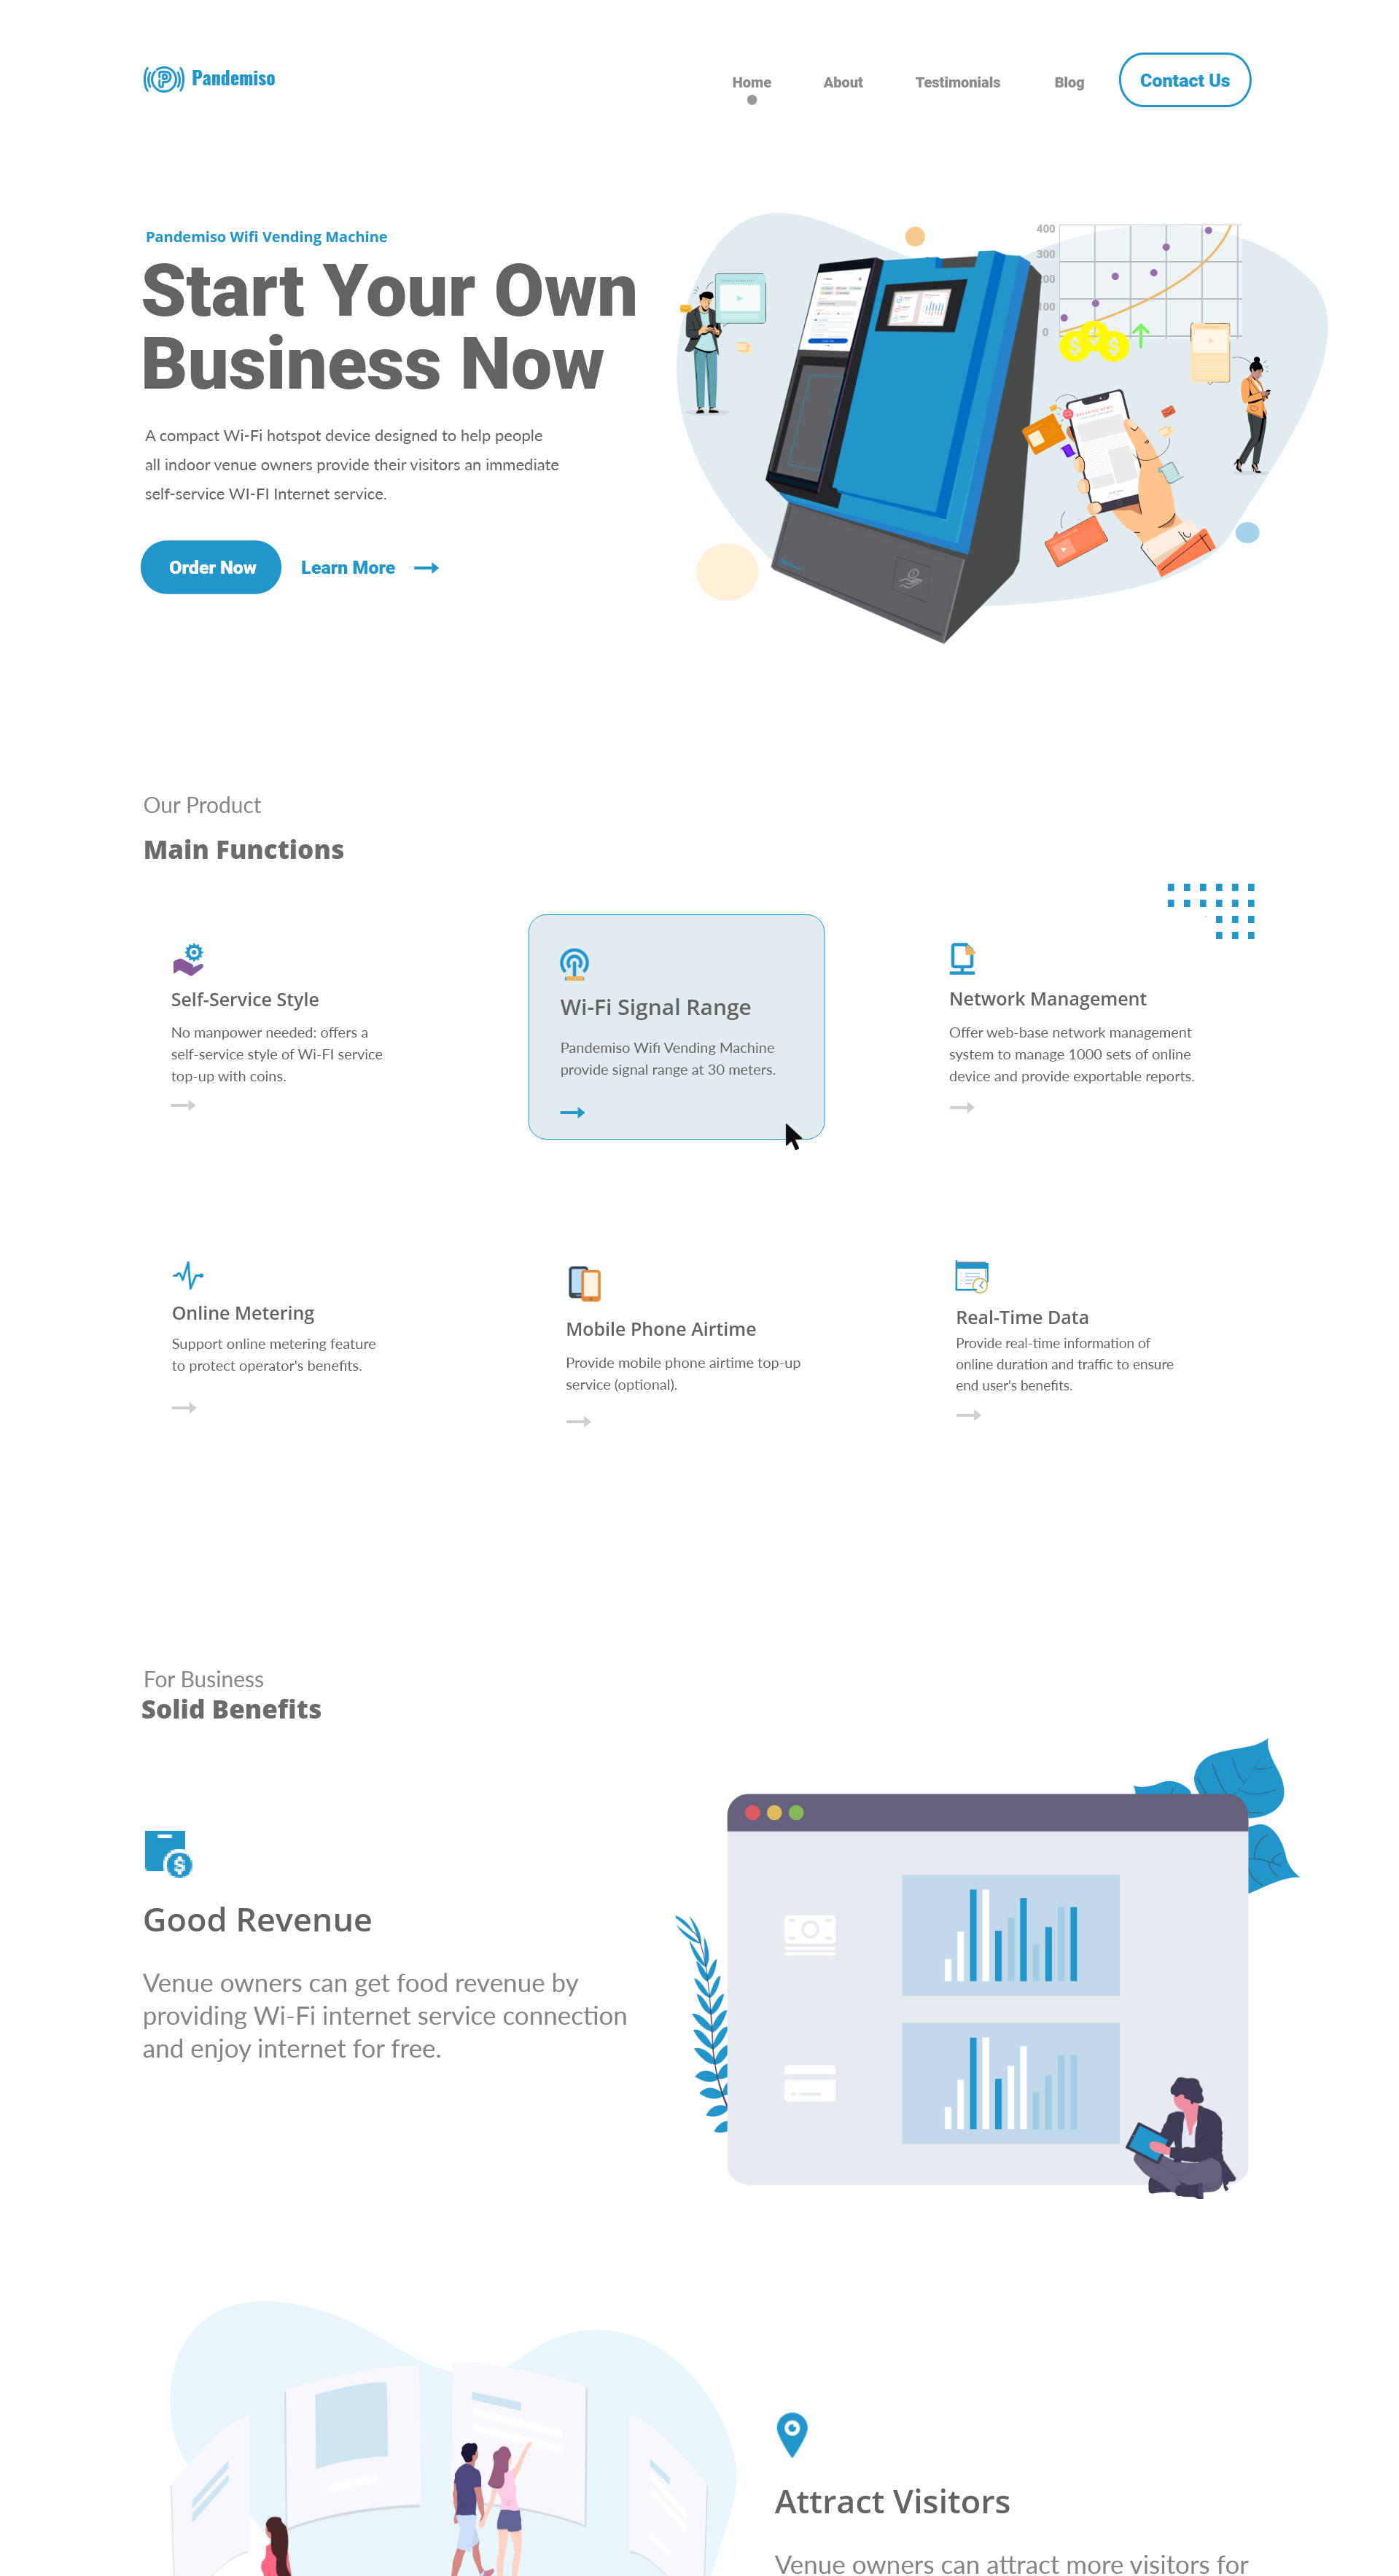 Pandemiso
Home
About
Testimonials
Blog
Contact Us
Pandemiso Wifi Vending Machine
Start Your Own
Business Now
A compact Wi-Fi hotspot device designed to help people
all indoor venue owners provide their visitors an immediate
self-service WI-FI Internet service.
Order Now
Learn More
400
300
200
100
0
Our Product
Main Functions
Self-Service Style
No manpower needed: offers a
self-service style of Wi-FI service
top-up with coins.
Wi-Fi Signal Range
Pandemiso Wifi Vending Machine
provide signal range at 30 meters.
Network Management
Offer web-base network management
system to manage 1000 sets of online
device and provide exportable reports.
Online Metering
Support online metering feature
to protect operator's benefits.
Mobile Phone Airtime
Provide mobile phone airtime top-up
service (optional).
Real-Time Data
Provide real-time information of
online duration and traffic to ensure
end user's benefits.
For Business
Solid Benefits
Good Revenue
Venue owners can get food revenue by
providing Wi-Fi internet service connection
and enjoy internet for free.
Attract Visitors
Venue owners can attract more visitors for